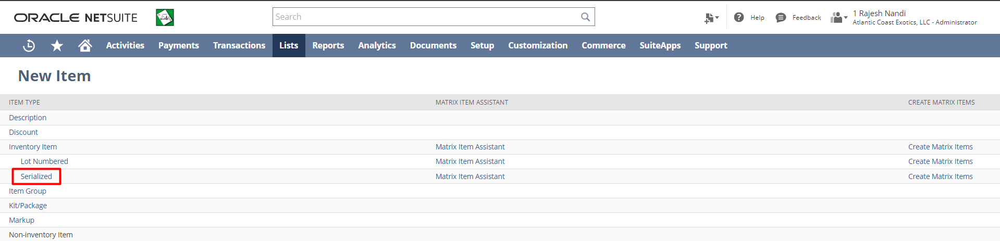 ORACLE NETSUITE
Search
Help
Feedback
1 Rajesh Nandi
Atlantic Coast Exotics, LLC - Administrator
Activities Payments Transactions Lists Reports Analytics Documents Setup Customization Commerce SuiteApps Support
New Item
ITEM TYPE MATRIX ITEM ASSISTANT CREATE MATRIX ITEMS
Description
Discount
Inventory Item Matrix Item Assistant Create Matrix Items
Lot Numbered Matrix Item Assistant Create Matrix Items
Serialized Matrix Item Assistant Create Matrix Items
Item Group
Kit/Package
Markup
Non-inventory Item